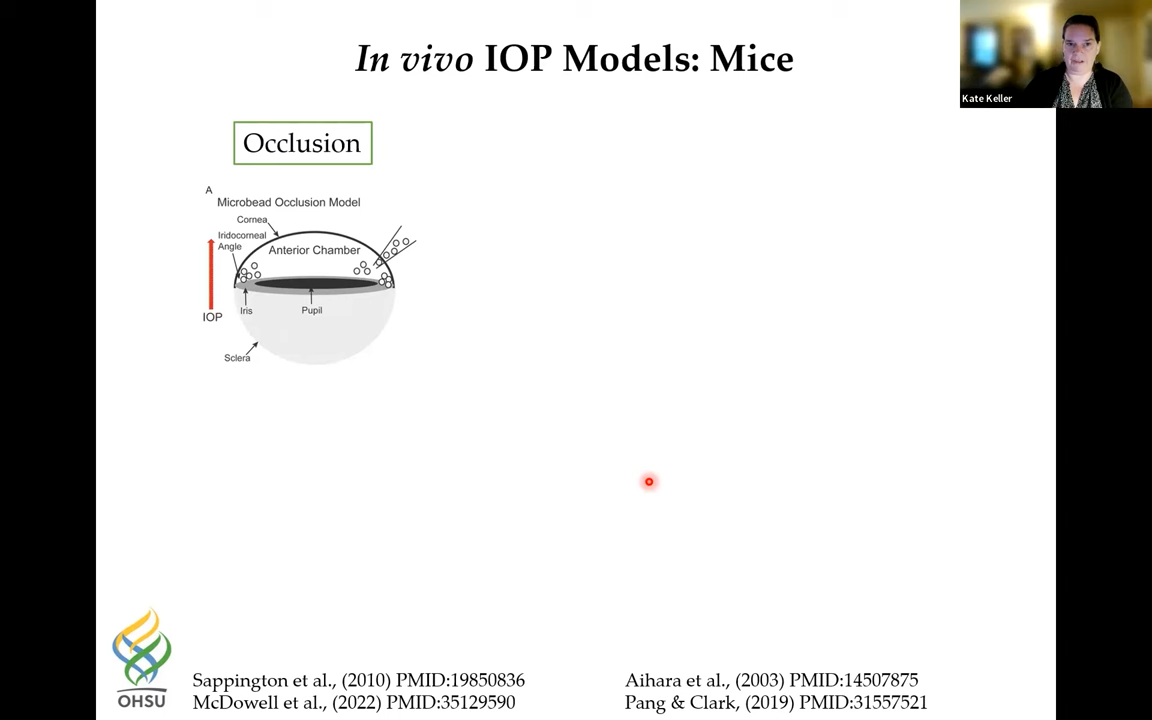 In vivo IOP Models: Mice
Kate Keller
Occlusion
A
Microbead Occlusion Model
Cornea
Iridocorneal
Angle
Anterior Chamber
IOP
Iris
Pupil
Sclera
OHSU
Sappington et al., (2010) PMID:19850836
McDowell et al., (2022) PMID:35129590
Aihara et al., (2003) PMID:14507875
Pang & Clark, (2019) PMID:31557521